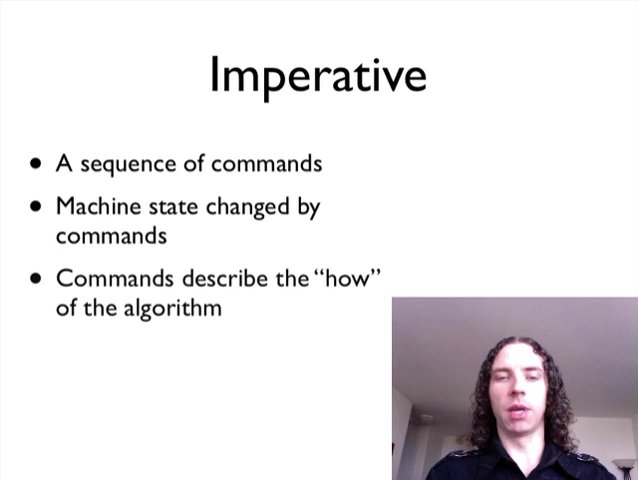 Imperative
• A sequence of commands
• Machine state changed by
commands
• Commands describe the “how”
of the algorithm